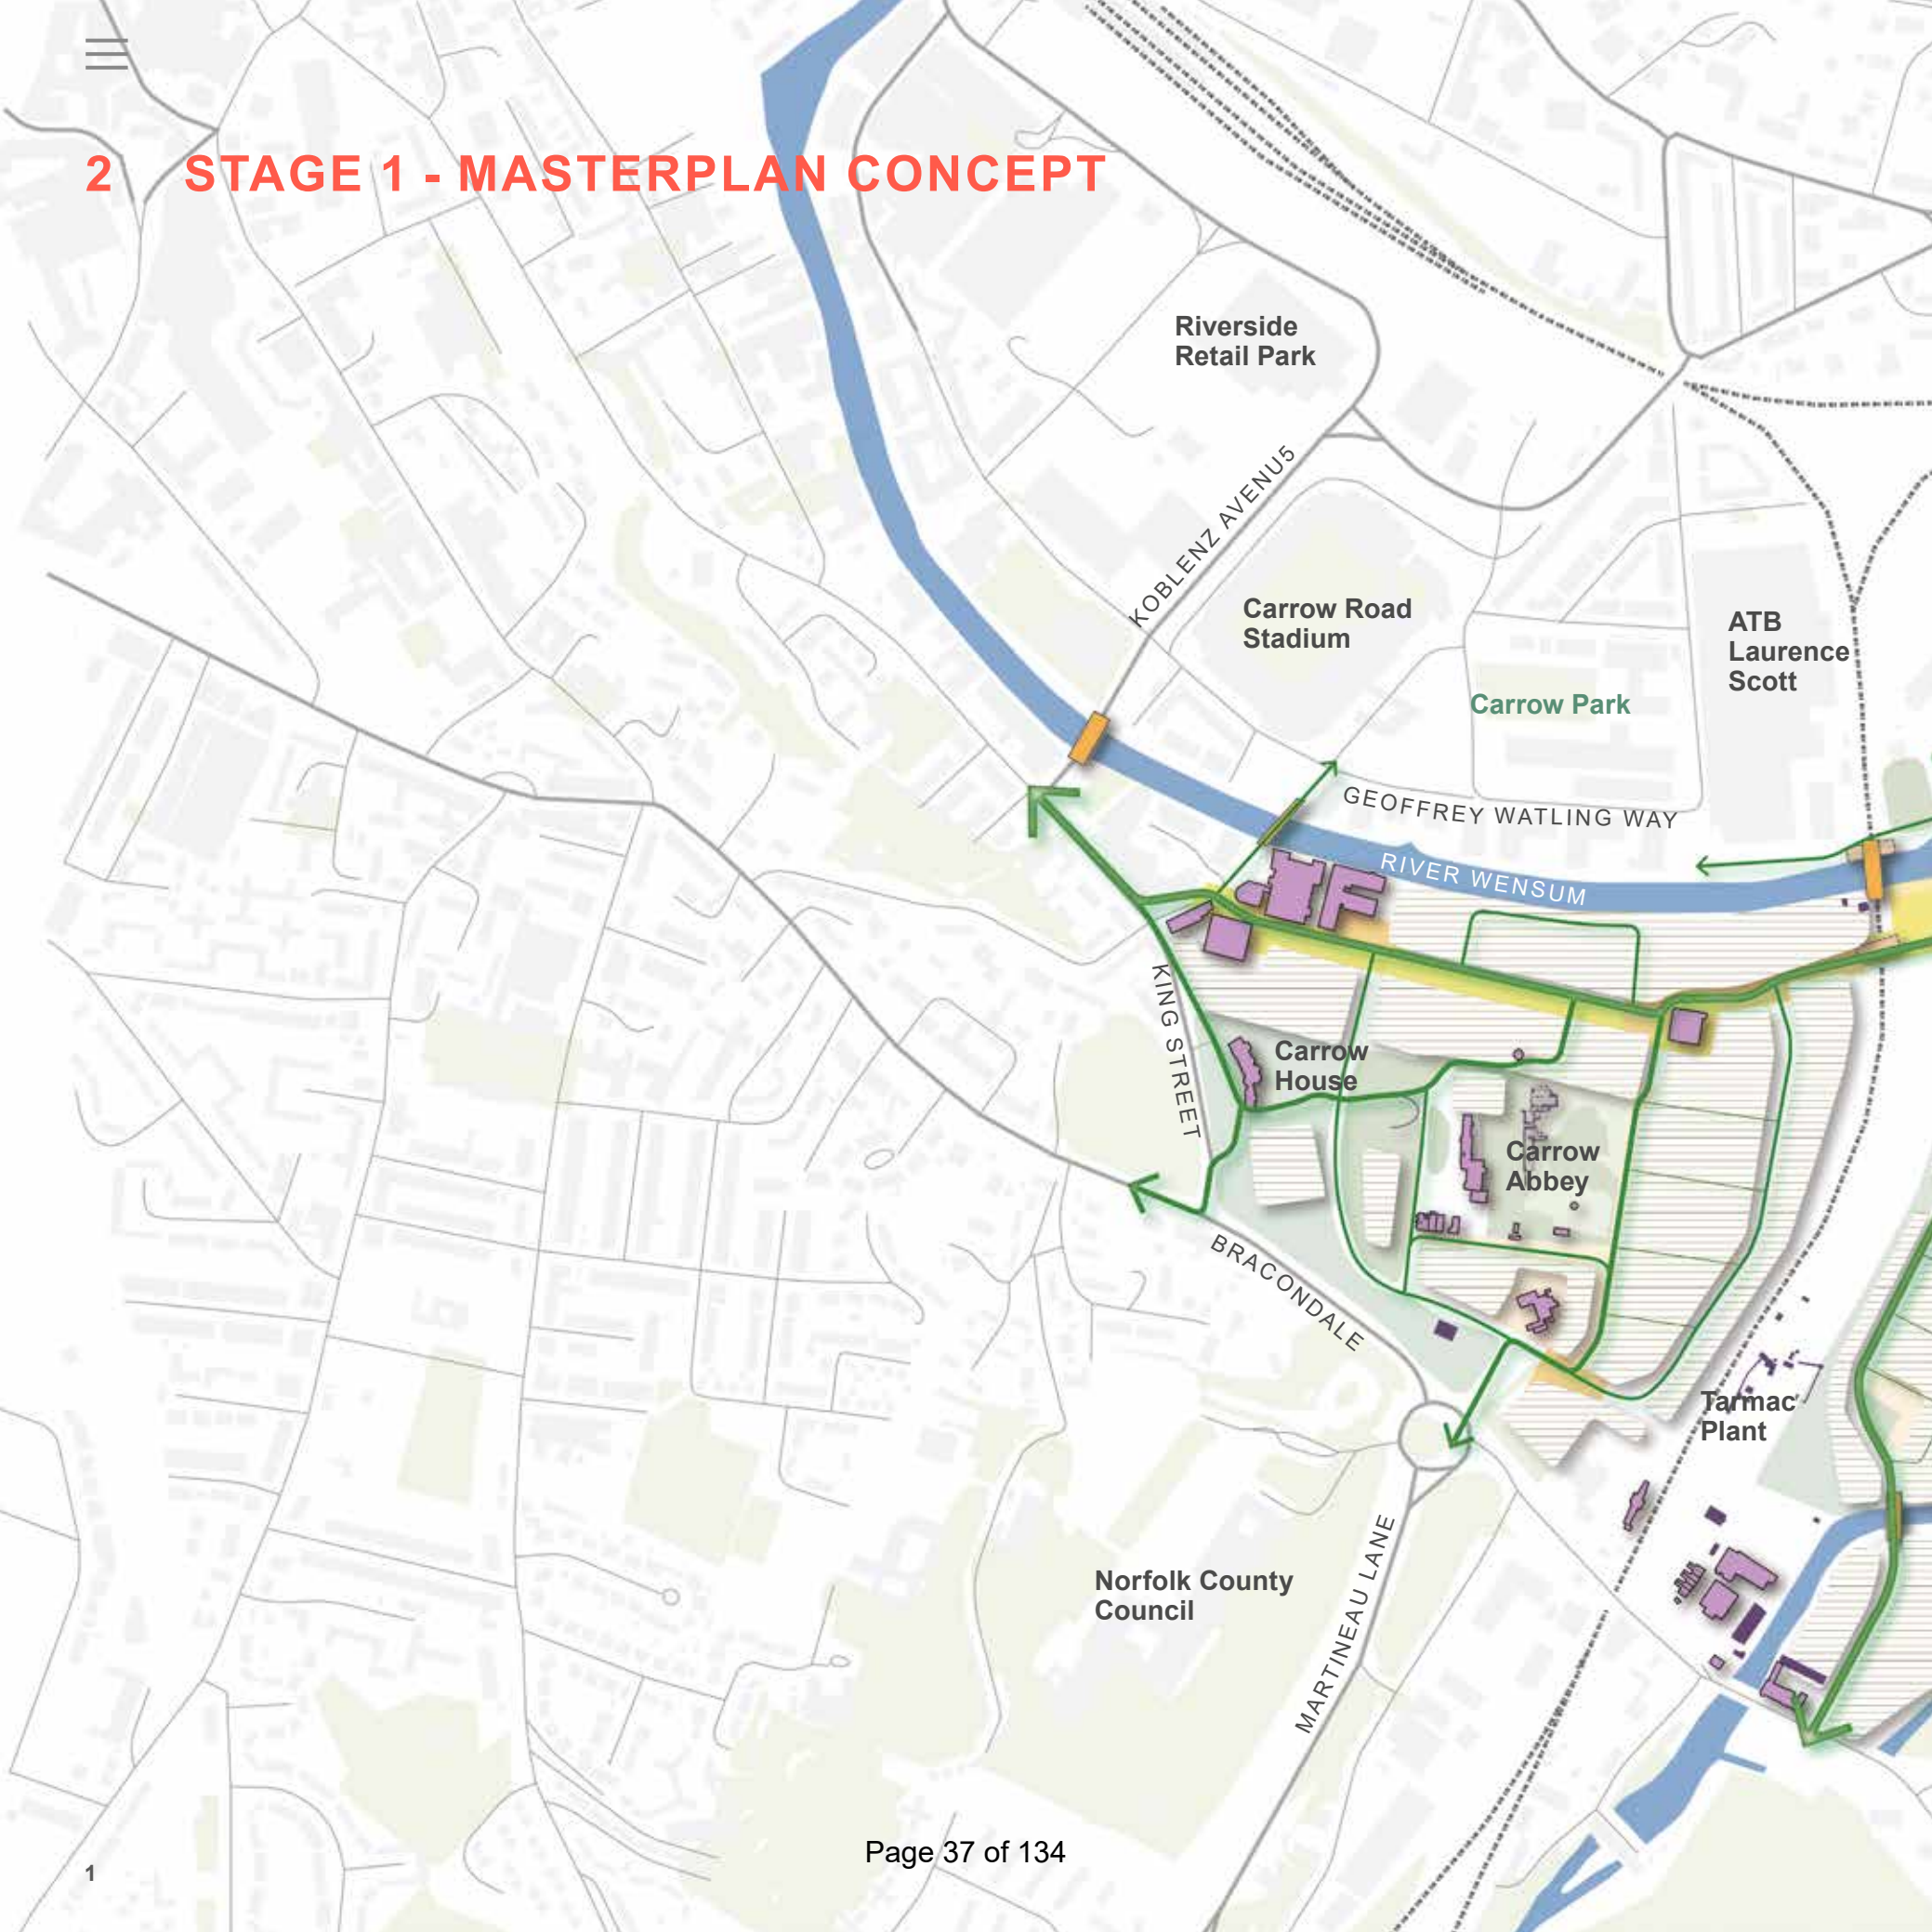 2 STAGE 1 - MASTERPLAN CONCEPT
Riverside
Retail Park
KOBLENZ AVENU5
Carrow Road
Stadium
ATB
Laurence
Scott
Carrow Park
GEOFFREY WATLING WAY
RIVER WENSUM
KING STREET
Carrow
House
Carrow
Abbey
BRACONDALE
Tarmac
Plant
Norfolk County
Council
MARTINEAU LANE
Page 37 of 134
1